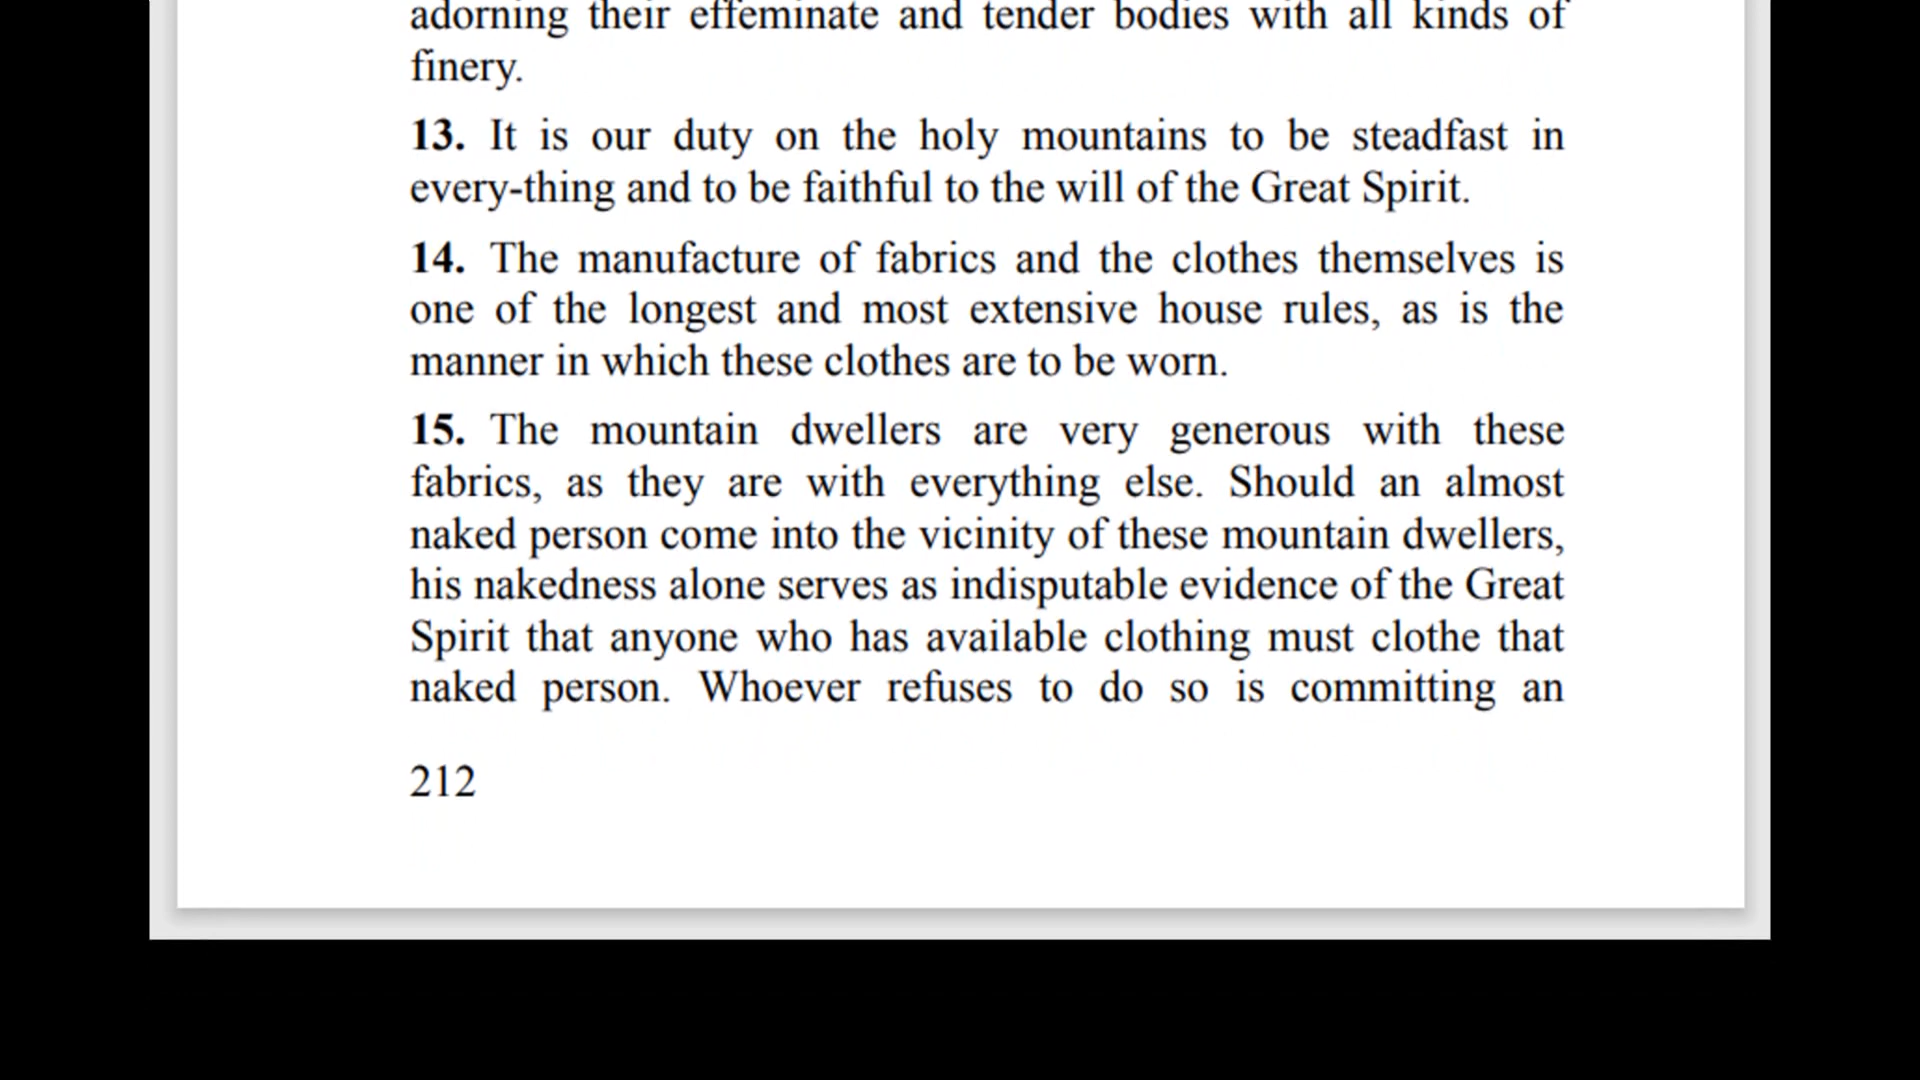 adorning their effeminate and tender bodies with all kinds of
finery.
13. It is our duty on the holy mountains to be steadfast in
every-thing and to be faithful to the will of the Great Spirit.
14. The manufacture of fabrics and the clothes themselves is
one of the longest and most extensive house rules, as is the
manner in which these clothes are to be worn.
15. The mountain dwellers are very generous with these
fabrics, as they are with everything else. Should an almost
naked person come into the vicinity of these mountain dwellers,
his nakedness alone serves as indisputable evidence of the Great
Spirit that anyone who has available clothing must clothe that
naked person. Whoever refuses to do so is committing an
212